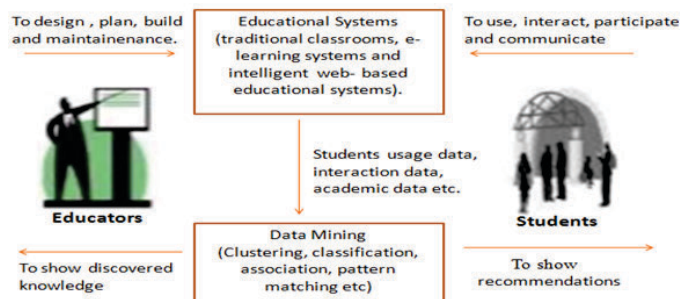 To design , plan, build
and maintainenance.
Educational Systems
(traditional classrooms, e-
learning systems and
intelligent web- based
educational systems).
To use, interact, participate
and communicate
Students usage data,
interaction data,
academic data etc.
Educators
Students
Data Mining
(Clustering, classification,
association, pattern
matching etc)
To show discovered
knowledge
To show
recommendations